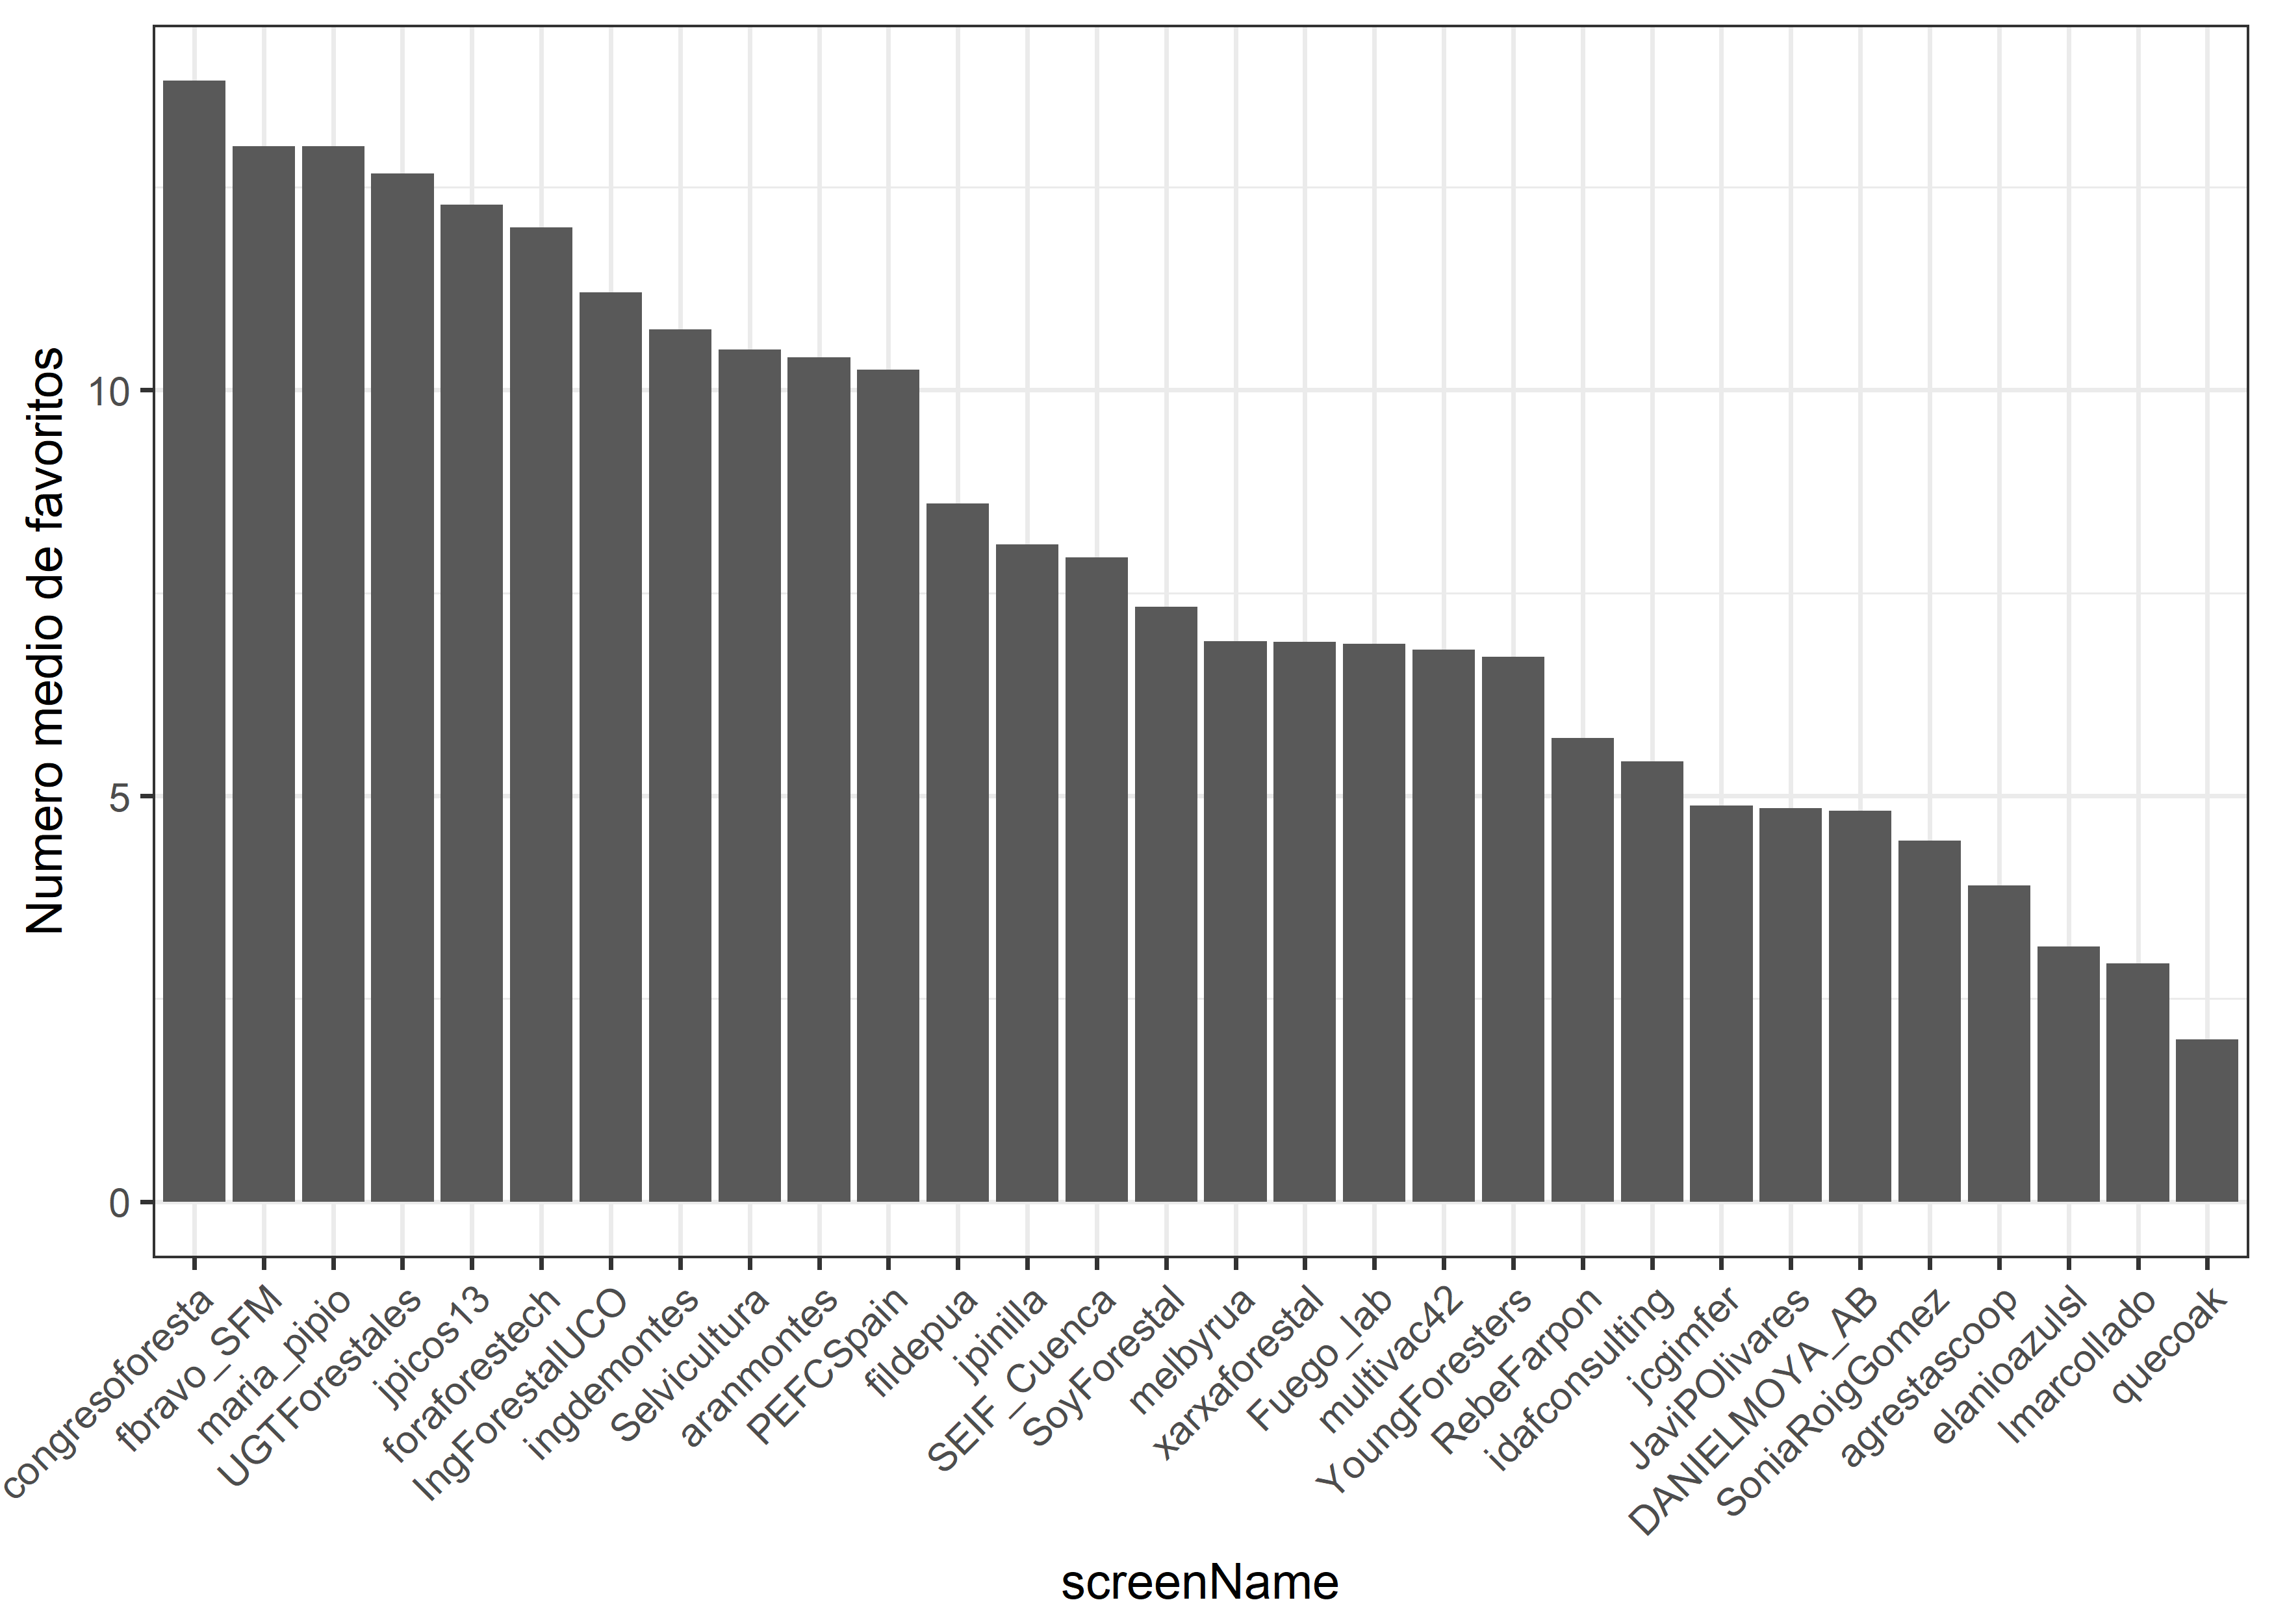 Numero medio de favoritos
10
5
0
congresoforesta
fbravo_SFM
maria_pipio
UGTForestales
jpicos13
foraforestech
IngForestalUCO
ingdemontes
Selvicultura
aranmontes
PEFCSpain
fildepua
jpinilla
SEIF_Cuenca
SoyForestal
melbyrua
xarxaforestal
Fuego_lab
multivac42
YoungForesters
RebeFarpon
idafconsulting
jcgimfer
JaviPOlivares
DANIELMOYA_AB
SoniaRoigGomez
agrestascoop
elanioazulsl
lmarcollado
quecoak
screenName